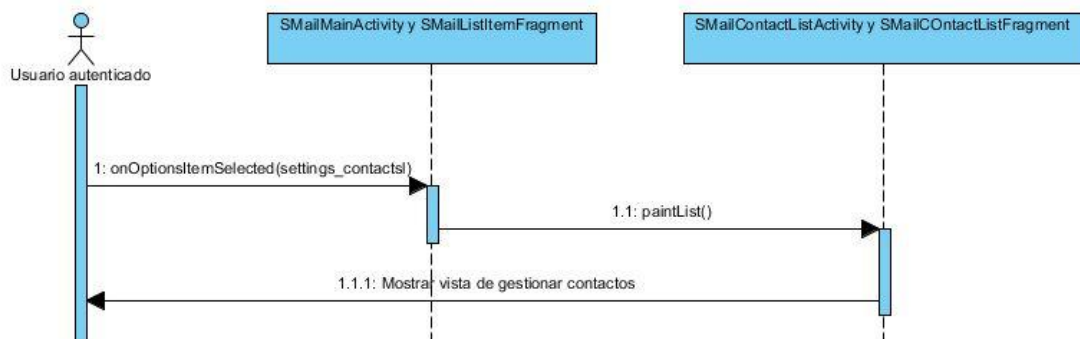 SMailMainActivity y SMailListItemFragment
SMailContactListActivity y SMailCOntactListFragment
Usuario autenticado
1: onOptionsItemSelected(settings_contactsl)
1.1: paintList()
1.1.1: Mostrar vista de gestionar contactos